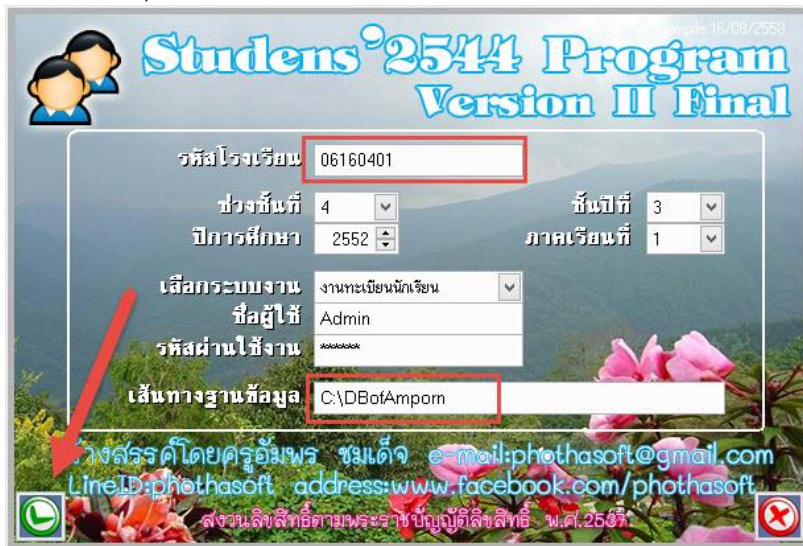 Compile:16/08/2558
Studens'2544 Program
Version II Final
รหัสโรงเรียน 06160401
ช่วงชั้นที่ 4 ชั้นปีที่ 3
ปีการศึกษา 2552 ภาคเรียนที่ 1
เลือกระบบงาน งานทะเบียนนักเรียน
ชื่อผู้ใช้ Admin
รหัสผ่านใช้งาน *******
เส้นทางฐานข้อมูล C:\DBofAmporn
สร้างสรรค์โดยครูอัมพร ชมเด็จ e-mail:phothasoft@gmail.com
LineID:phothasoft address:www.facebook.com/phothasoft
สงวนลิขสิทธิ์ตามพระราชบัญญัติลิขสิทธิ์ พ.ศ.2537